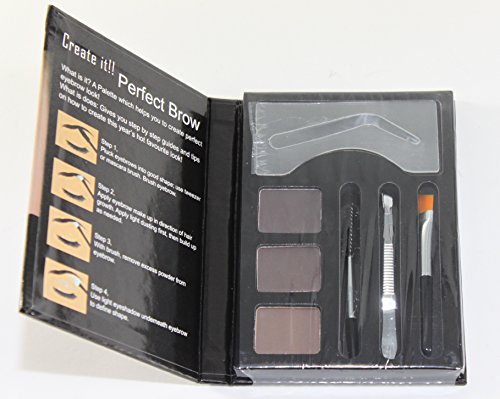 Create it!! Perfect Brow
What is it? A Palette which helps you to create perfect
eyebrow look!
What is does: Gives you step by step guides and tips
on how to create this year's hot favourite look!
Step 1.
Pluck eyebrows into good shape; use tweezer
or mascara brush. Brush eyebrow.
Step 2.
Apply eyebrow make up in direction of hair
growth. Apply light dusting first, then build up
as needed.
Step 3.
With brush, remove excess powder from
eyebrow.
Step 4.
Use light eyeshadow underneath eyebrow
to define shape.